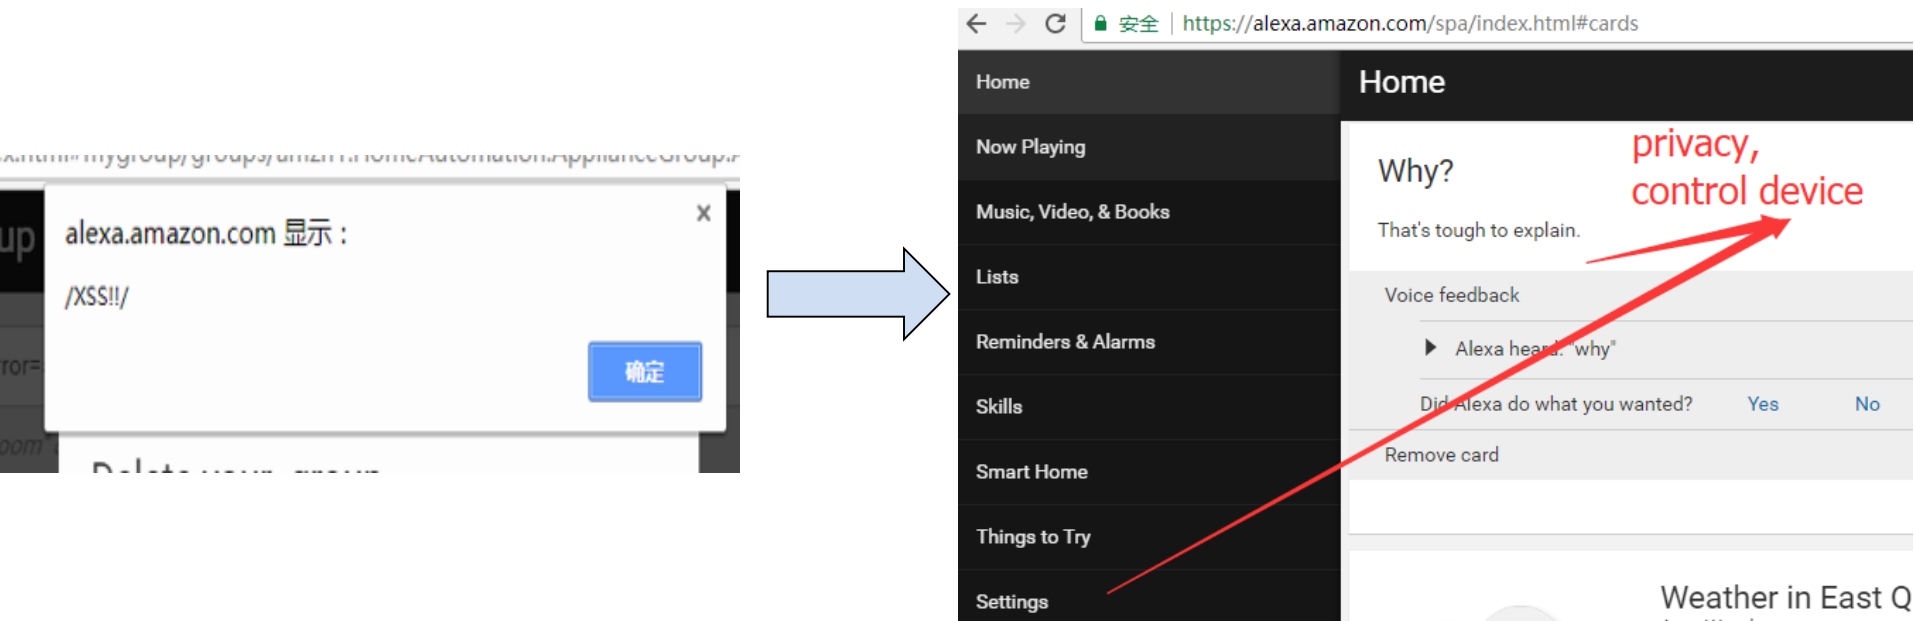 alexa.amazon.com 显示：
/XSS!!/
确定
up
ror=
oom"
Delete your group
安全 | https://alexa.amazon.com/spa/index.html#cards
Home
Now Playing
Music, Video, & Books
Lists
Reminders & Alarms
Skills
Smart Home
Things to Try
Settings
Home
privacy,
control device
Why?
That's tough to explain.
Voice feedback
Alexa heard: "why"
Did Alexa do what you wanted? Yes No
Remove card
Weather in East Q